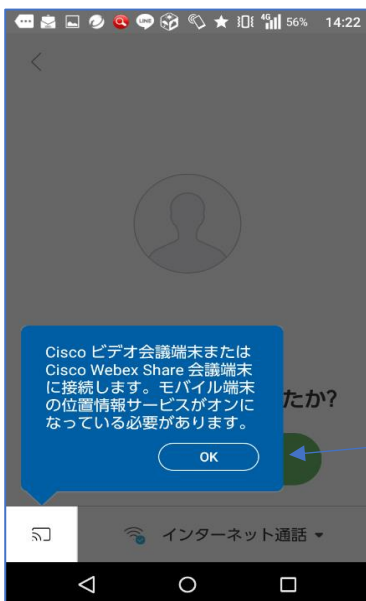 LINE 4G 56% 14:22
Cisco ビデオ会議端末または
Cisco Webex Share 会議端末
に接続します。モバイル端末
の位置情報サービスがオンに
なっている必要があります。
たか?
OK
インターネット通話